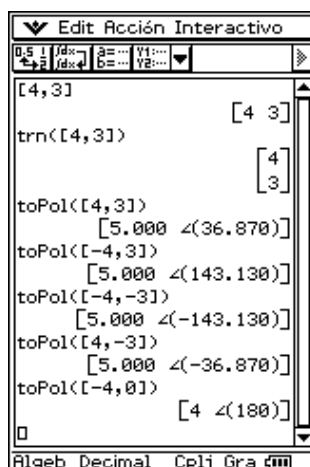 Edit Acción Interactivo
[4,3]
[4 3]
trn([4,3])
[4
3]
toPol([4,3])
[5.000 ∠(36.870)]
toPol([-4,3])
[5.000 ∠(143.130)]
toPol([-4,-3])
[5.000 ∠(-143.130)]
toPol([4,-3])
[5.000 ∠(-36.870)]
toPol([-4,0])
[4 ∠(180)]
Algeb Decimal Cplj Gra